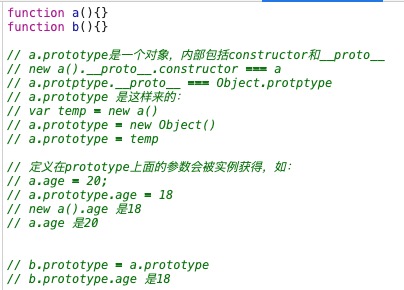 function a(){}
function b(){}
// a.prototype是一个对象，内部包括constructor和__proto__
// new a().__proto__.constructor === a
// a.protptype.__proto__ === Object.protptype
// a.prototype 是这样来的：
// var temp = new a()
// a.prototype = new Object()
// a.prototype = temp
// 定义在prototype上面的参数会被实例获得，如：
// a.age = 20;
// a.prototype.age = 18
// new a().age 是18
// a.age 是20
// b.prototype = a.prototype
// b.prototype.age 是18